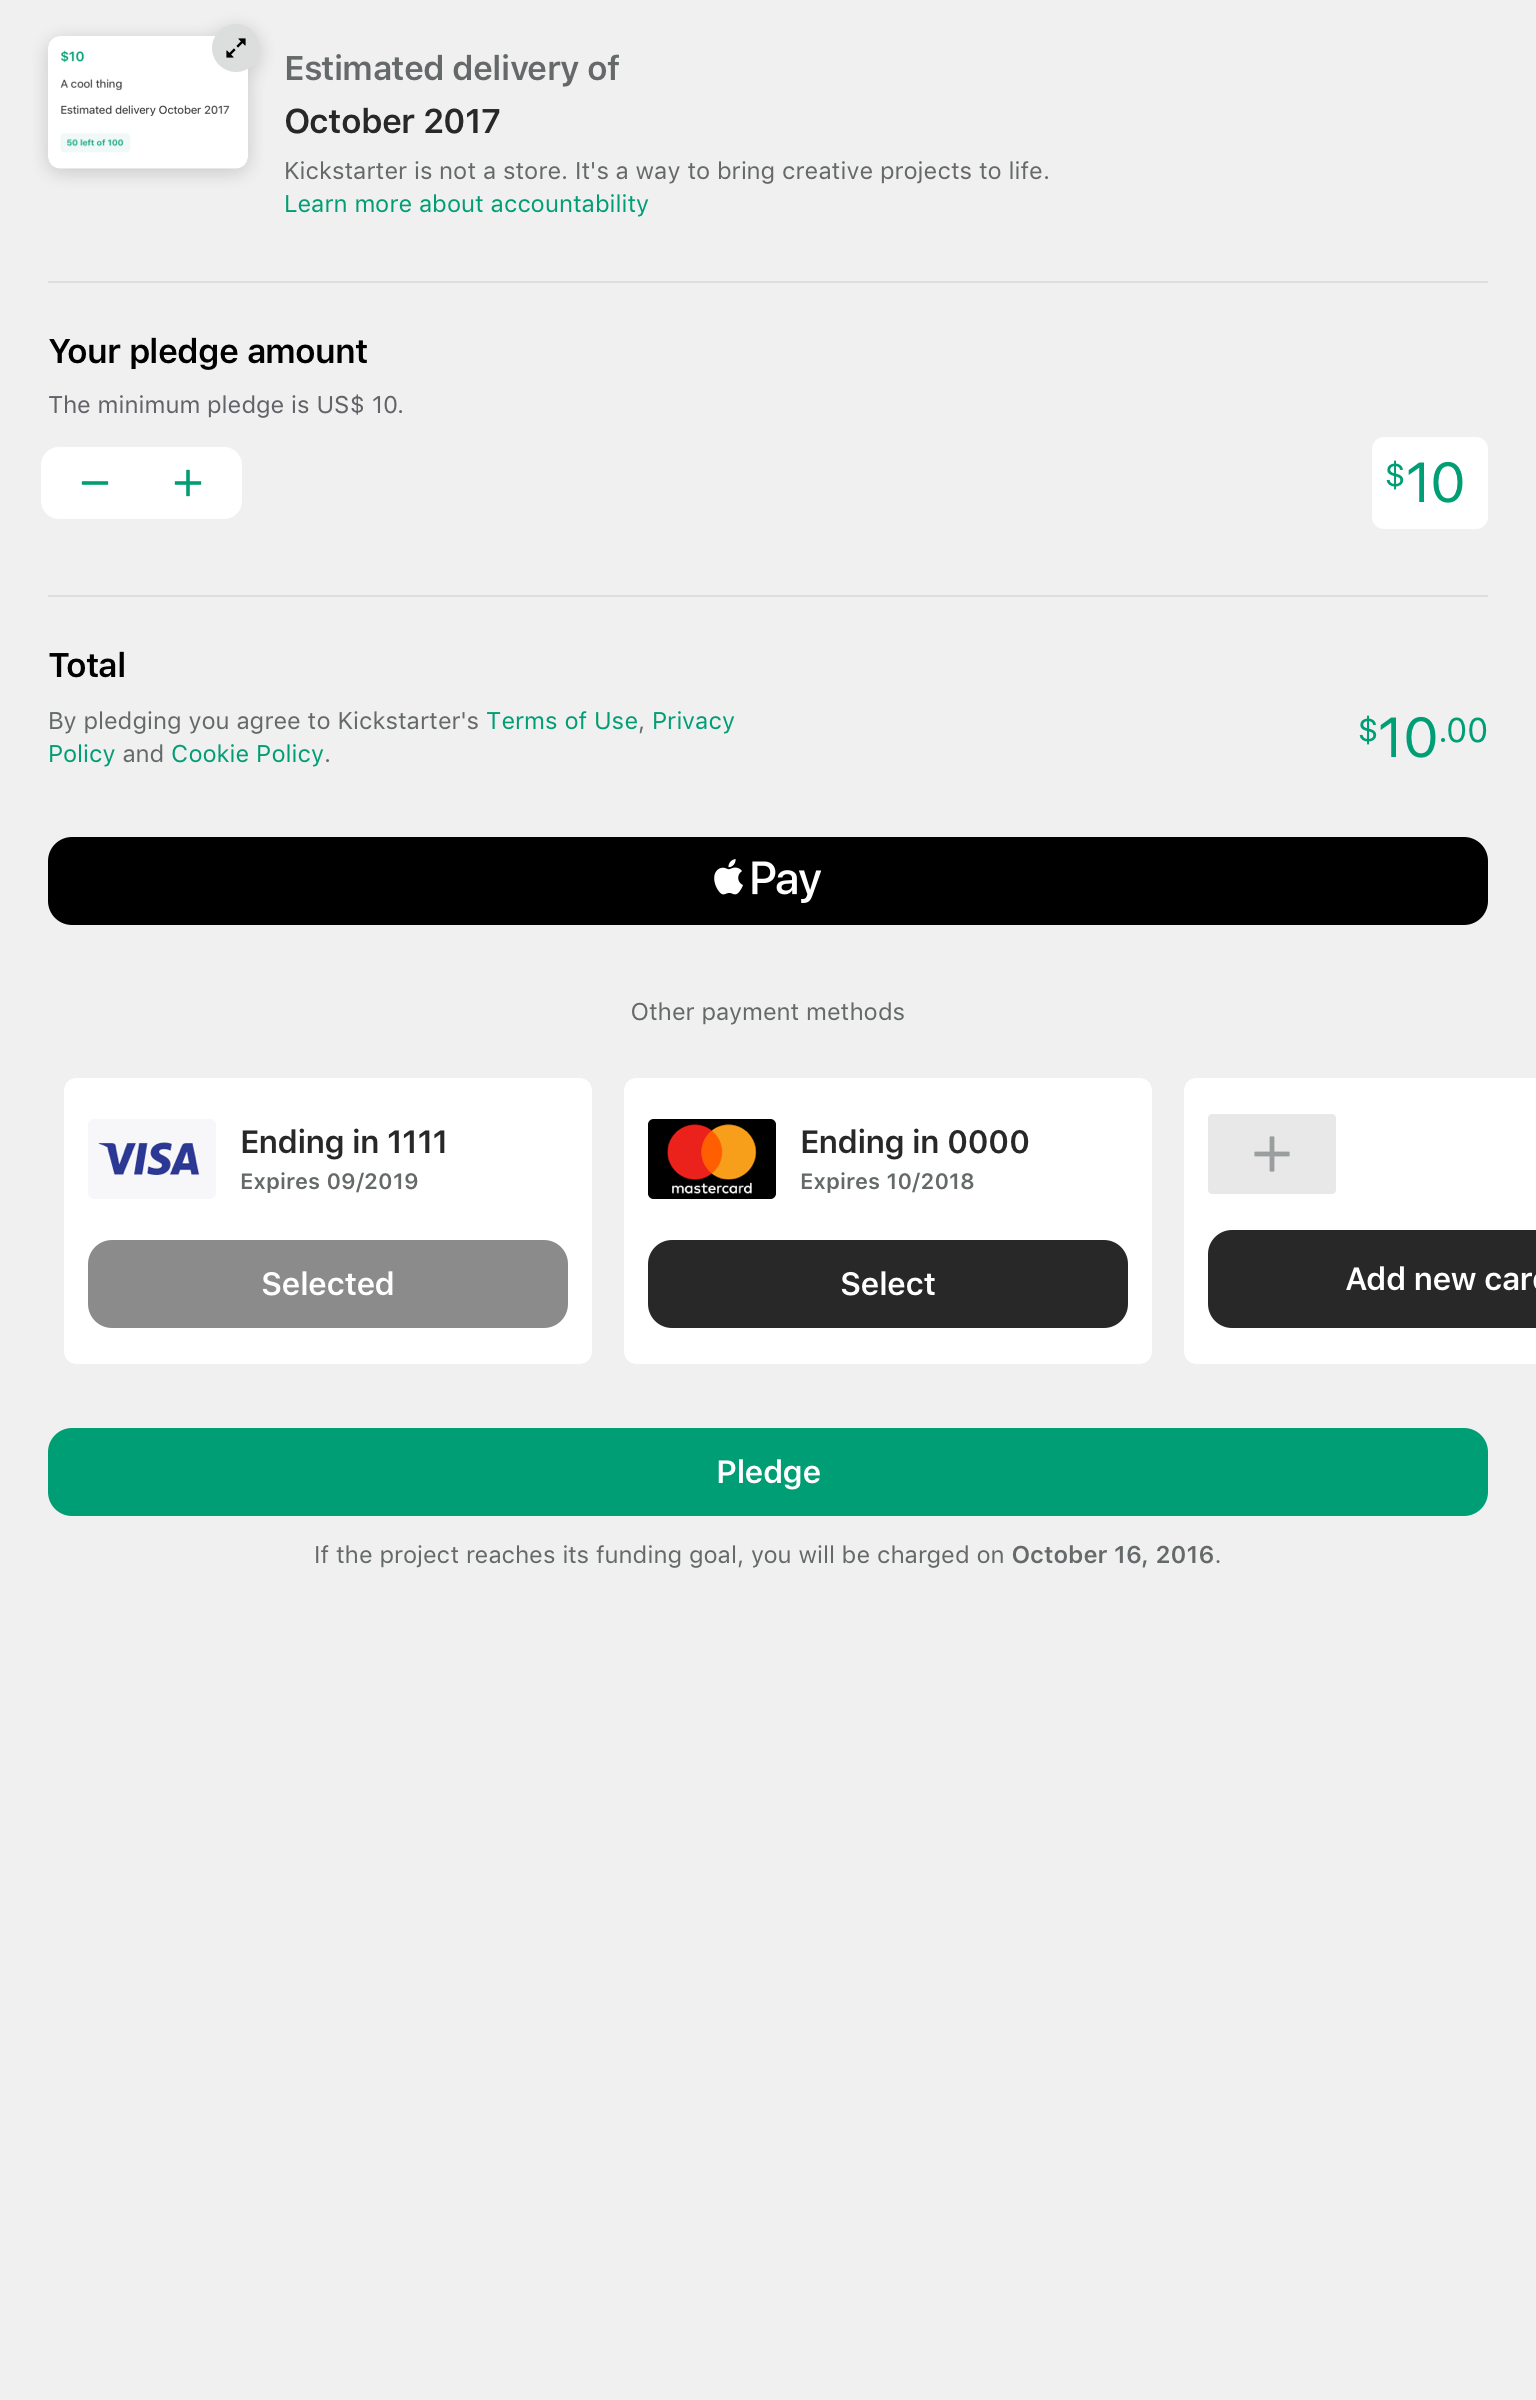 $10
A cool thing
Estimated delivery October 2017
50 left of 100
Estimated delivery of
October 2017
Kickstarter is not a store. It's a way to bring creative projects to life.
Learn more about accountability
Your pledge amount
The minimum pledge is US$ 10.
$10
Total
By pledging you agree to Kickstarter's Terms of Use, Privacy
Policy and Cookie Policy.
$10.00
Pay
Other payment methods
VISA
Ending in 1111
Expires 09/2019
Selected
mastercard
Ending in 0000
Expires 10/2018
Select
Add new car
Pledge
If the project reaches its funding goal, you will be charged on October 16, 2016.